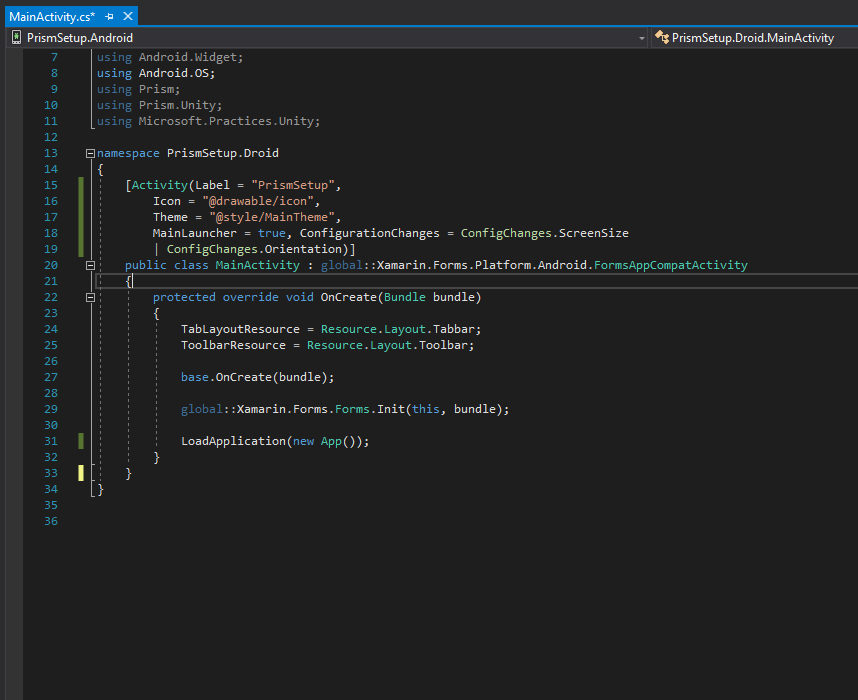 MainActivity.cs*
PrismSetup.Android PrismSetup.Droid.MainActivity
7 using Android.Widget;
8 using Android.OS;
9 using Prism;
10 using Prism.Unity;
11 using Microsoft.Practices.Unity;
12
13 namespace PrismSetup.Droid
14 {
15 [Activity(Label = "PrismSetup",
16 Icon = "@drawable/icon",
17 Theme = "@style/MainTheme",
18 MainLauncher = true, ConfigurationChanges = ConfigChanges.ScreenSize
19 | ConfigChanges.Orientation)]
20 public class MainActivity : global::Xamarin.Forms.Platform.Android.FormsAppCompatActivity
21 {
22 protected override void OnCreate(Bundle bundle)
23 {
24 TabLayoutResource = Resource.Layout.Tabbar;
25 ToolbarResource = Resource.Layout.Toolbar;
26
27 base.OnCreate(bundle);
28
29 global::Xamarin.Forms.Forms.Init(this, bundle);
30
31 LoadApplication(new App());
32 }
33 }
34 }
35
36